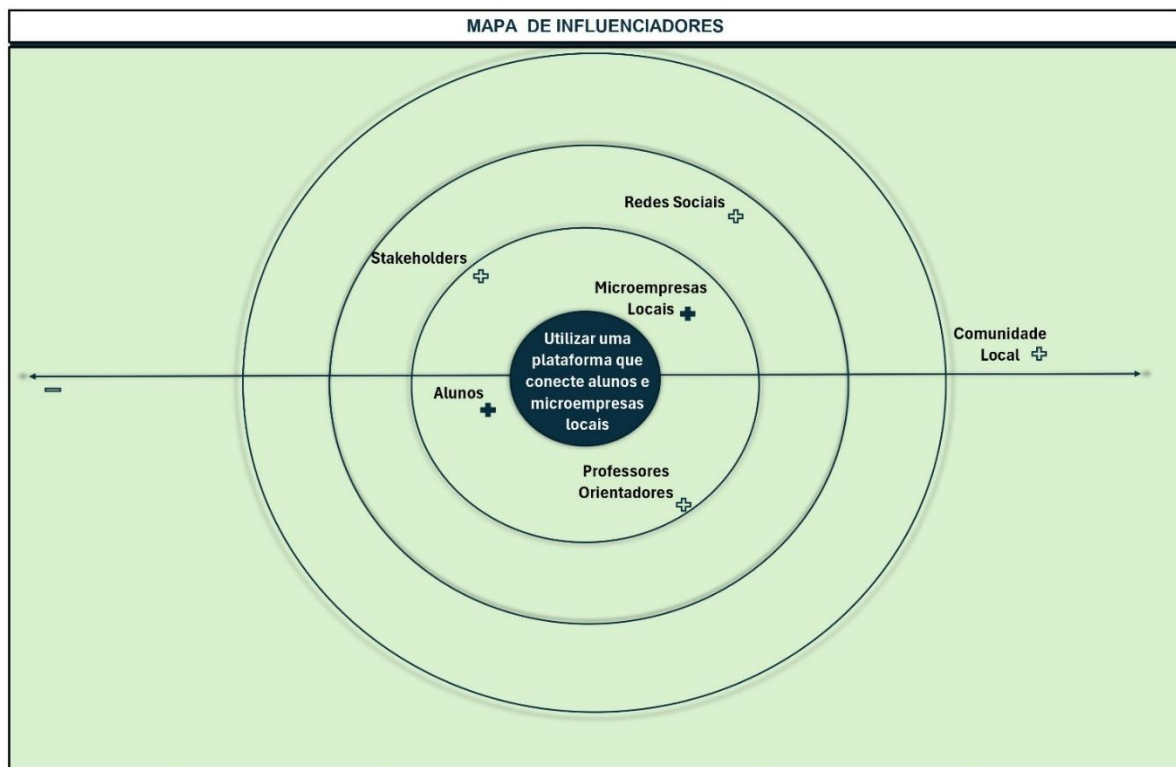 MAPA DE INFLUENCIADORES
Redes Sociais
Stakeholders
Microempresas
Locais
Utilizar uma
plataforma que
conecte alunos e
microempresas
locais
Comunidade
Local
Alunos
Professores
Orientadores